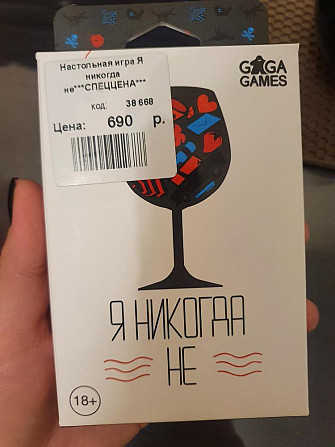 GAGA
GAMES
Настольная игра Я
никогда
не***СПЕЦЦЕНА***
код: 38 668
Цена: 690 р.
Я НИКОГДА
НЕ
18+